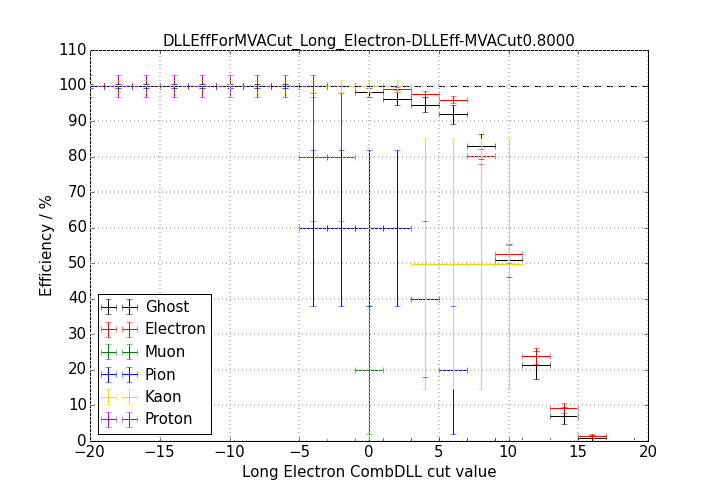 DLLEffForMVACut_Long_Electron-DLLEff-MVACut0.8000
110
100
90
80
70
60
50
40
30
20
10
0
Efficiency / %
Ghost
Electron
Muon
Pion
Kaon
Proton
−20 −15 −10 −5 0 5 10 15 20
Long Electron CombDLL cut value